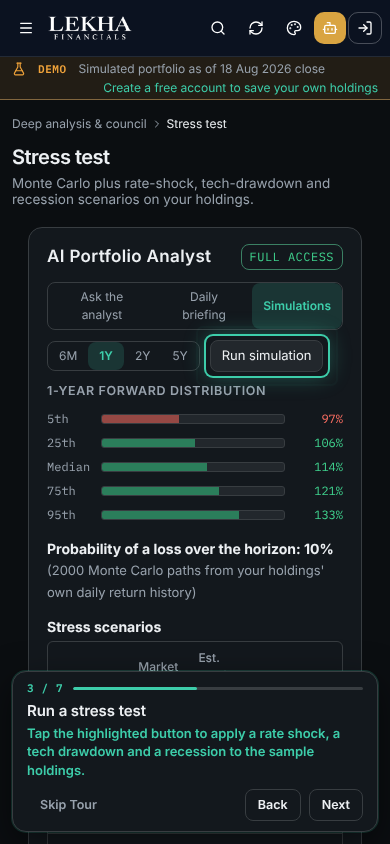 LEKHA
FINANCIALS
DEMO Simulated portfolio as of 18 Aug 2026 close
Create a free account to save your own holdings
Deep analysis & council > Stress test
Stress test
Monte Carlo plus rate-shock, tech-drawdown and
recession scenarios on your holdings.
AI Portfolio Analyst FULL ACCESS
Ask the
analyst
Daily
briefing
Simulations
6M 1Y 2Y 5Y Run simulation
1-YEAR FORWARD DISTRIBUTION
5th 97%
25th 106%
Median 114%
75th 121%
95th 133%
Probability of a loss over the horizon: 10%
(2000 Monte Carlo paths from your holdings'
own daily return history)
Stress scenarios
Est.
Market
3 / 7
Run a stress test
Tap the highlighted button to apply a rate shock, a
tech drawdown and a recession to the sample
holdings.
Skip Tour Back Next